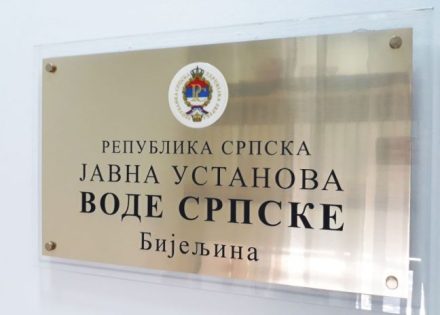 РЕПУБЛИКА СРПСКА
ЈАВНА УСТАНОВА
ВОДЕ СРПСКЕ
Бијељина